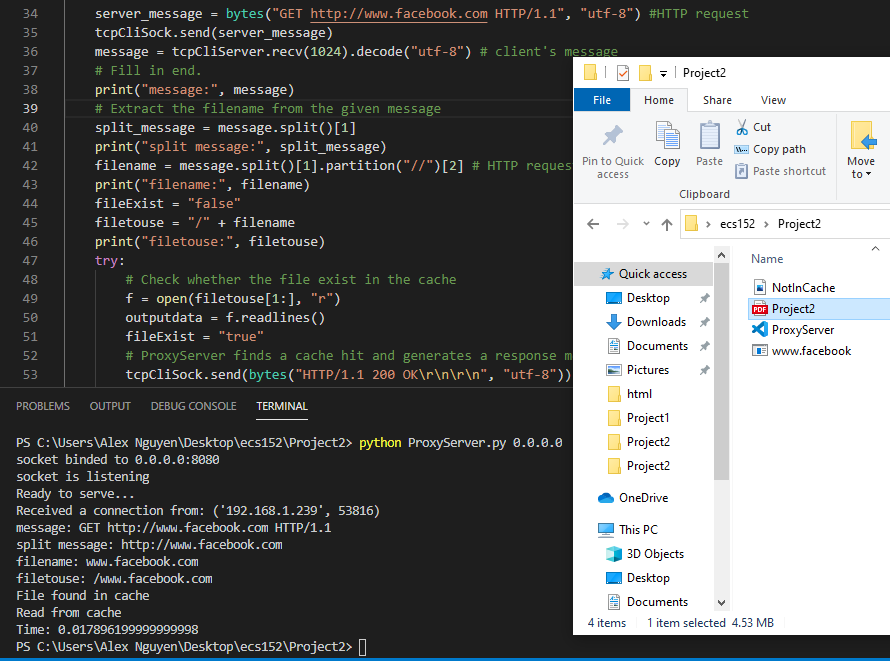 34 server_message = bytes("GET http://www.facebook.com HTTP/1.1", "utf-8") #HTTP request
35 tcpCliSock.send(server_message)
36 message = tcpCliServer.recv(1024).decode("utf-8") # client's message
37 # Fill in end.
38 print("message:", message)
39 # Extract the filename from the given message
40 split_message = message.split()[1]
41 print("split message:", split_message)
42 filename = message.split()[1].partition("//")[2] # HTTP reques
43 print("filename:", filename)
44 fileExist = "false"
45 filetouse = "/" + filename
46 print("filetouse:", filetouse)
47 try:
48 # Check whether the file exist in the cache
49 f = open(filetouse[1:], "r")
50 outputdata = f.readlines()
51 fileExist = "true"
52 # ProxyServer finds a cache hit and generates a response m
53 tcpCliSock.send(bytes("HTTP/1.1 200 OK\r\n\r\n", "utf-8"))
PROBLEMS OUTPUT DEBUG CONSOLE TERMINAL
PS C:\Users\Alex Nguyen\Desktop\ecs152\Project2> python ProxyServer.py 0.0.0.0
socket binded to 0.0.0.0:8080
socket is listening
Ready to serve...
Received a connection from: ('192.168.1.239', 53816)
message: GET http://www.facebook.com HTTP/1.1
split message: http://www.facebook.com
filename: www.facebook.com
filetouse: /www.facebook.com
File found in cache
Read from cache
Time: 0.017896199999999998
PS C:\Users\Alex Nguyen\Desktop\ecs152\Project2>
Project2
File Home Share View
Pin to Quick access
Copy
Paste
Cut
Copy path
Paste shortcut
Move to
Clipboard
ecs152 > Project2
Quick access
Desktop
Downloads
Documents
Pictures
html
Project1
Project2
Project2
OneDrive
This PC
3D Objects
Desktop
Documents
Name
NotInCache
PDF Project2
ProxyServer
www.facebook
4 items 1 item selected 4.53 MB